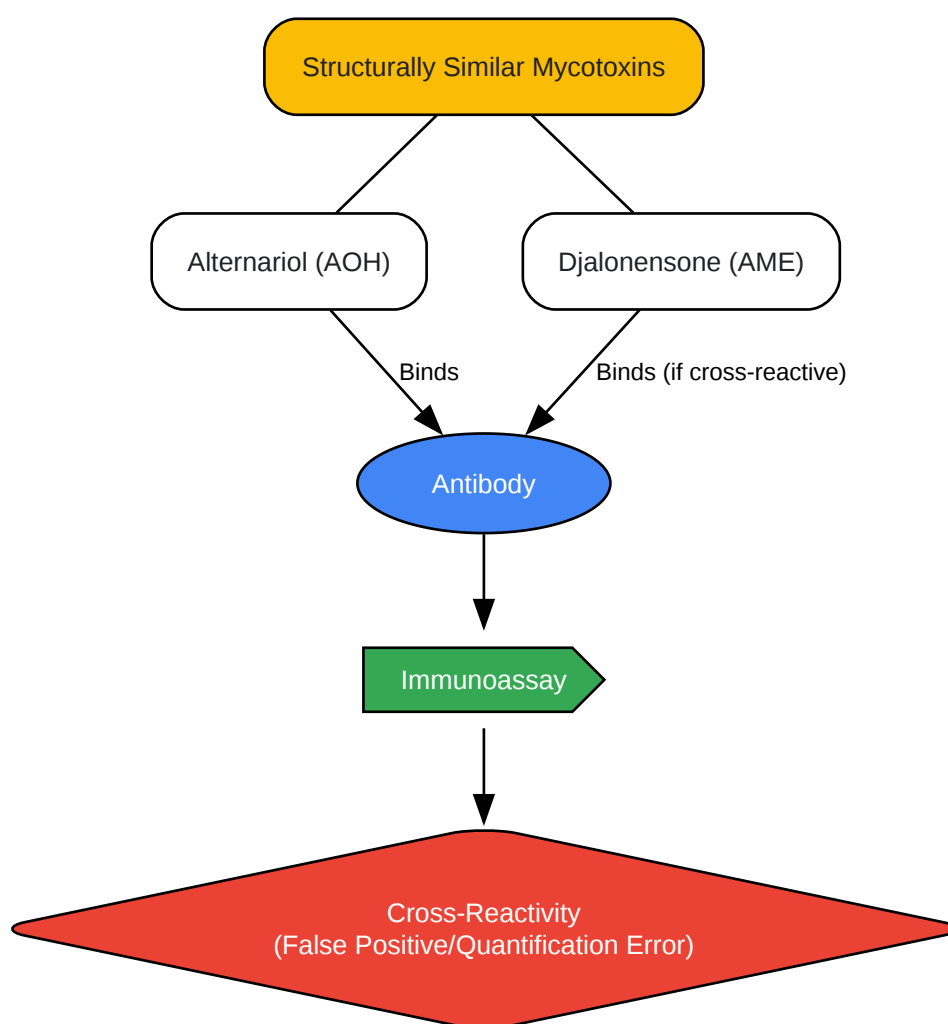 Structurally Similar Mycotoxins
Alternariol (AOH)
Djalonensone (AME)
Binds
Binds (if cross-reactive)
Antibody
Immunoassay
Cross-Reactivity
(False Positive/Quantification Error)